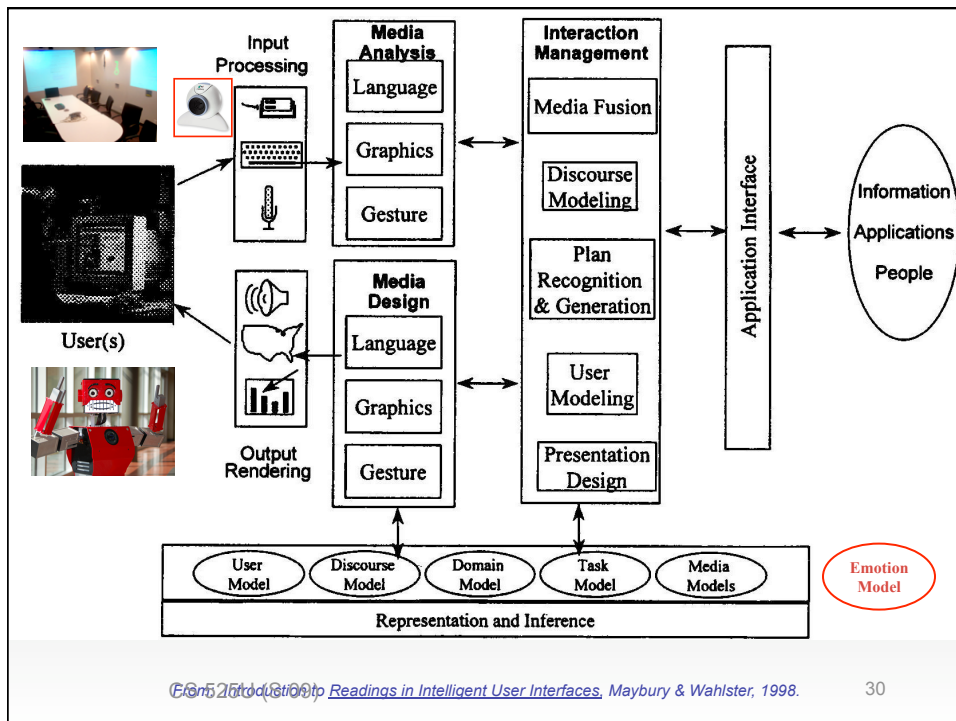 Input
Processing
Media
Analysis
Language
Graphics
Gesture
Interaction
Management
Media Fusion
Discourse
Modeling
Plan
Recognition
& Generation
User
Modeling
Presentation
Design
Application Interface
Information
Applications
People
User(s)
Media
Design
Language
Graphics
Gesture
Output
Rendering
User
Model
Discourse
Model
Domain
Model
Task
Model
Media
Models
Emotion
Model
Representation and Inference
CS 525U (S 09)
From: Introduction to Readings in Intelligent User Interfaces, Maybury & Wahlster, 1998.
30